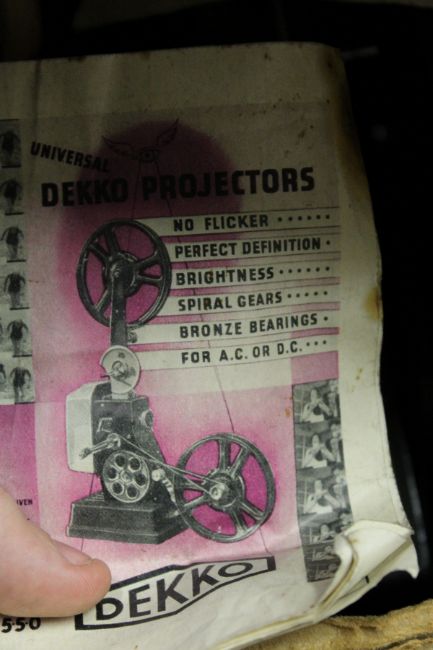 UNIVERSAL
DEKKO PROJECTORS
NO FLICKER ······
PERFECT DEFINITION ·
BRIGHTNESS ······
SPIRAL GEARS ·····
BRONZE BEARINGS ·
FOR A.C. OR D.C. ···
DEKKO
550